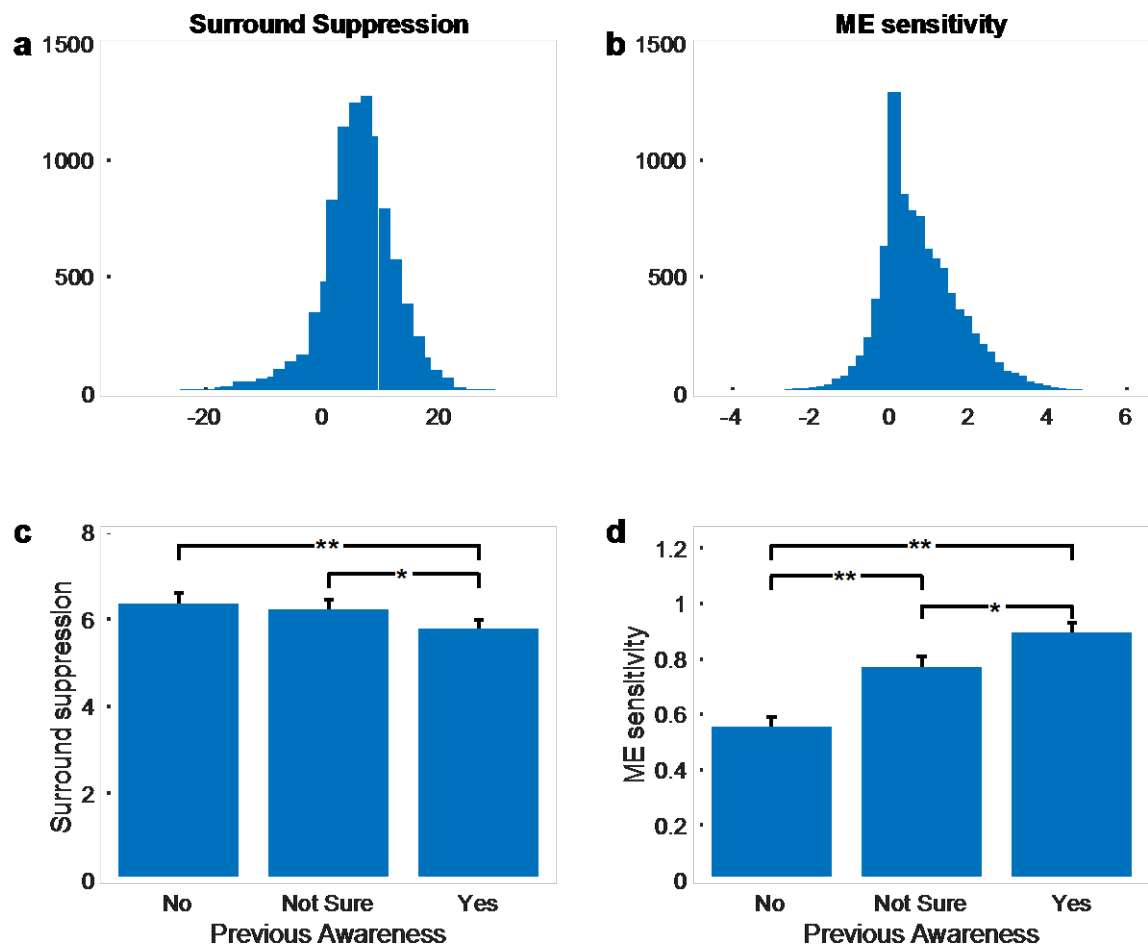 a
Surround Suppression
1500
1000
500
0
-20
0
20
b
ME sensitivity
1500
1000
500
0
-4
-2
0
2
4
6
c
Surround suppression
8
6
4
2
0
**
*
No
Not Sure
Yes
Previous Awareness
d
ME sensitivity
1.2
1
0.8
0.6
0.4
0.2
0
**
**
*
No
Not Sure
Yes
Previous Awareness